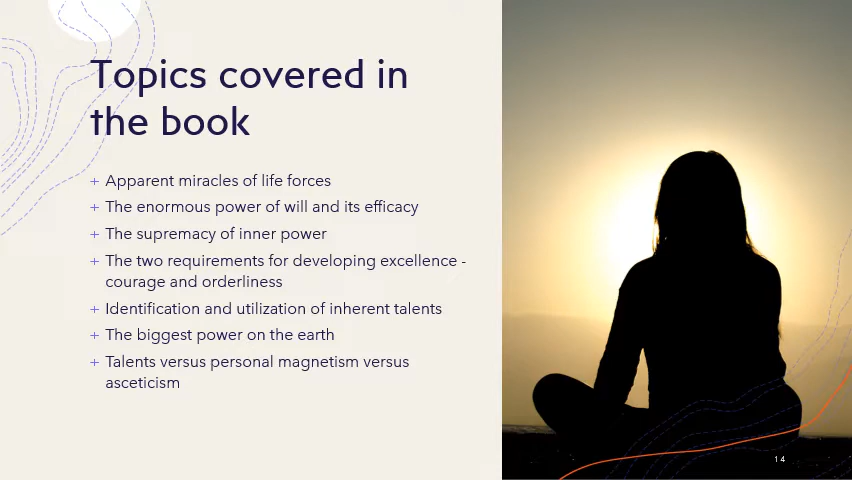 Topics covered in
the book
+ Apparent miracles of life forces
+ The enormous power of will and its efficacy
+ The supremacy of inner power
+ The two requirements for developing excellence -
courage and orderliness
+ Identification and utilization of inherent talents
+ The biggest power on the earth
+ Talents versus personal magnetism versus
asceticism
14